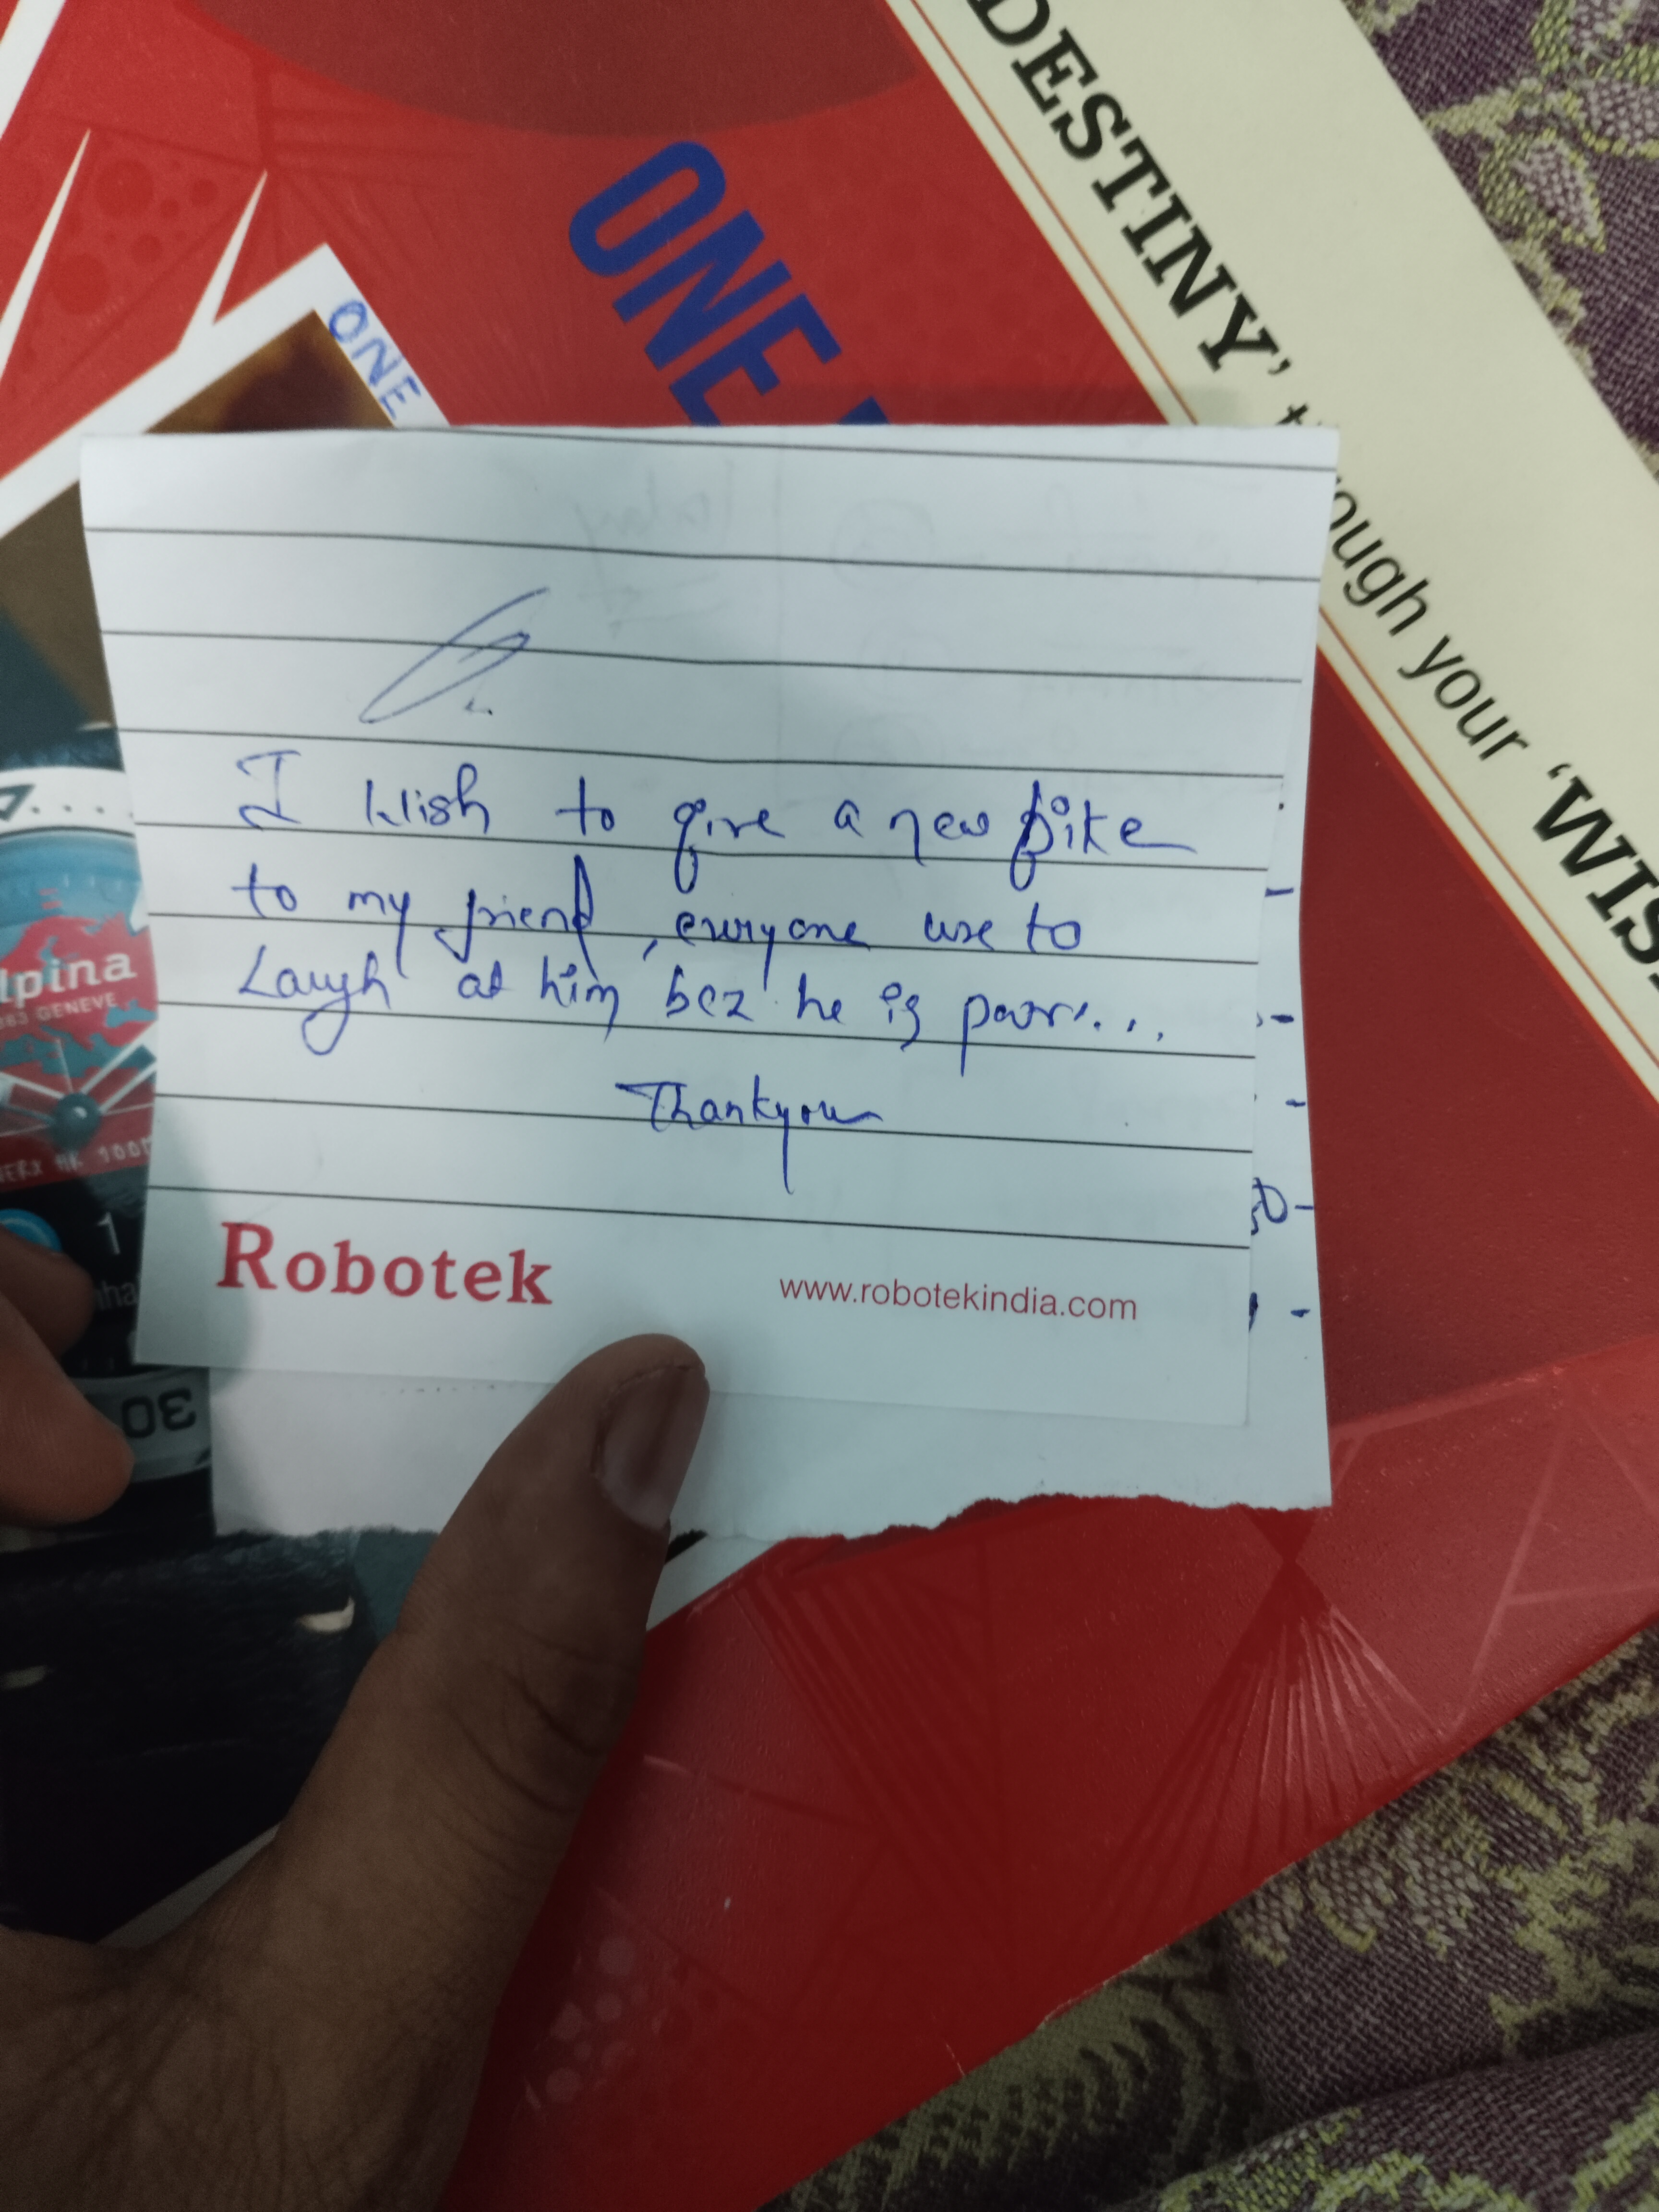 DESTINY' through your 'WIS
ONE
ONE
I Wish to give a new bike
to my friend, everyone use to
Laugh at him bcz he is poor...
Thankyou
Robotek
www.robotekindia.com
lpina
GENEVE
30